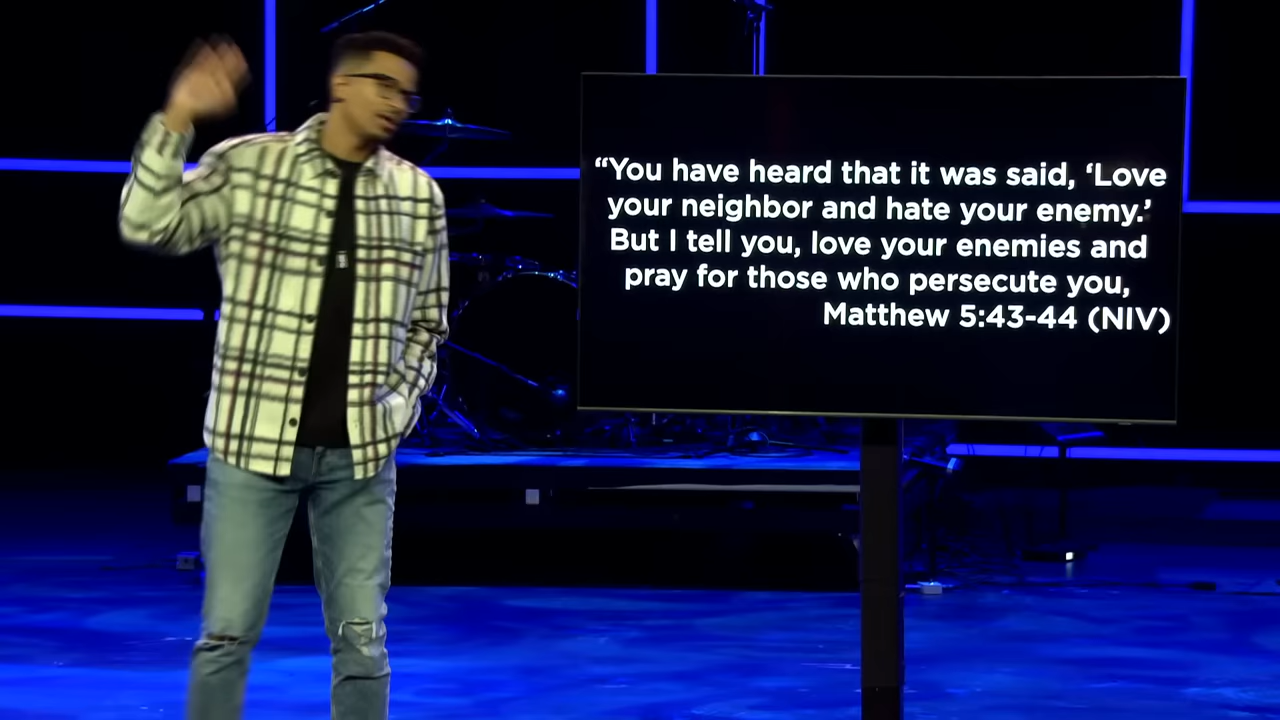 “You have heard that it was said, ‘Love
your neighbor and hate your enemy.’
But I tell you, love your enemies and
pray for those who persecute you,
Matthew 5:43-44 (NIV)